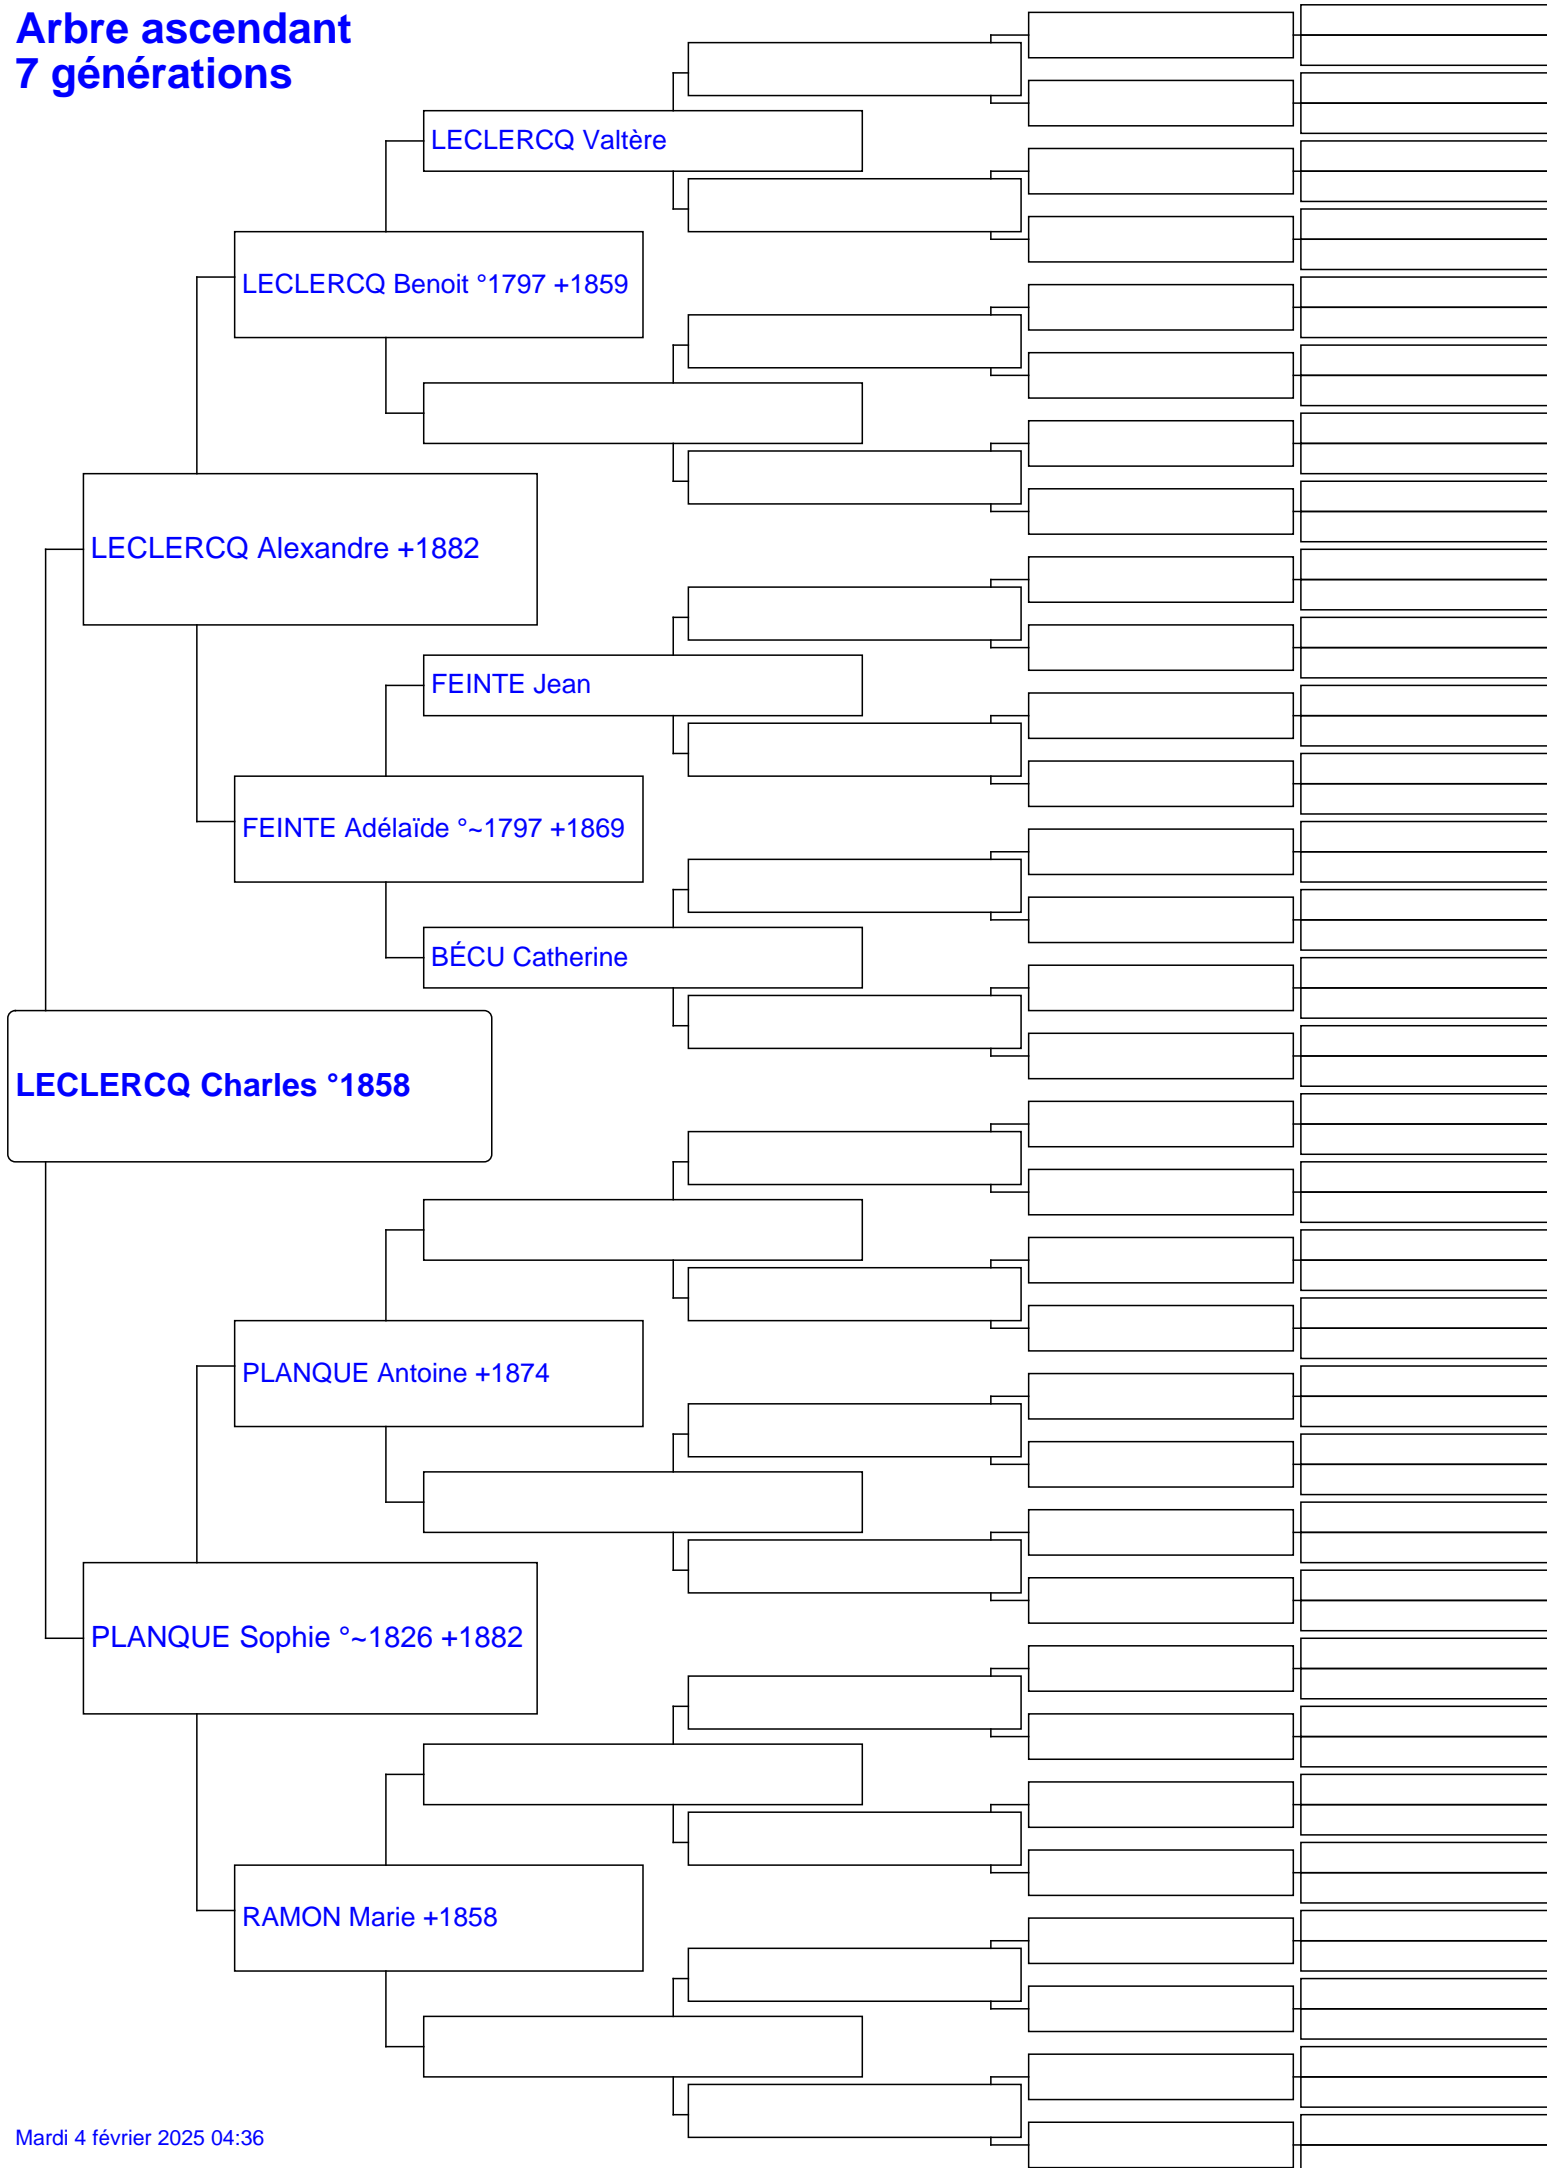 Arbre ascendant
7 générations
LECLERCQ Valtère
LECLERCQ Benoit °1797 +1859
LECLERCQ Alexandre +1882
FEINTE Jean
FEINTE Adélaïde °~1797 +1869
BÉCU Catherine
LECLERCQ Charles °1858
PLANQUE Antoine +1874
PLANQUE Sophie °~1826 +1882
RAMON Marie +1858
Mardi 4 février 2025 04:36